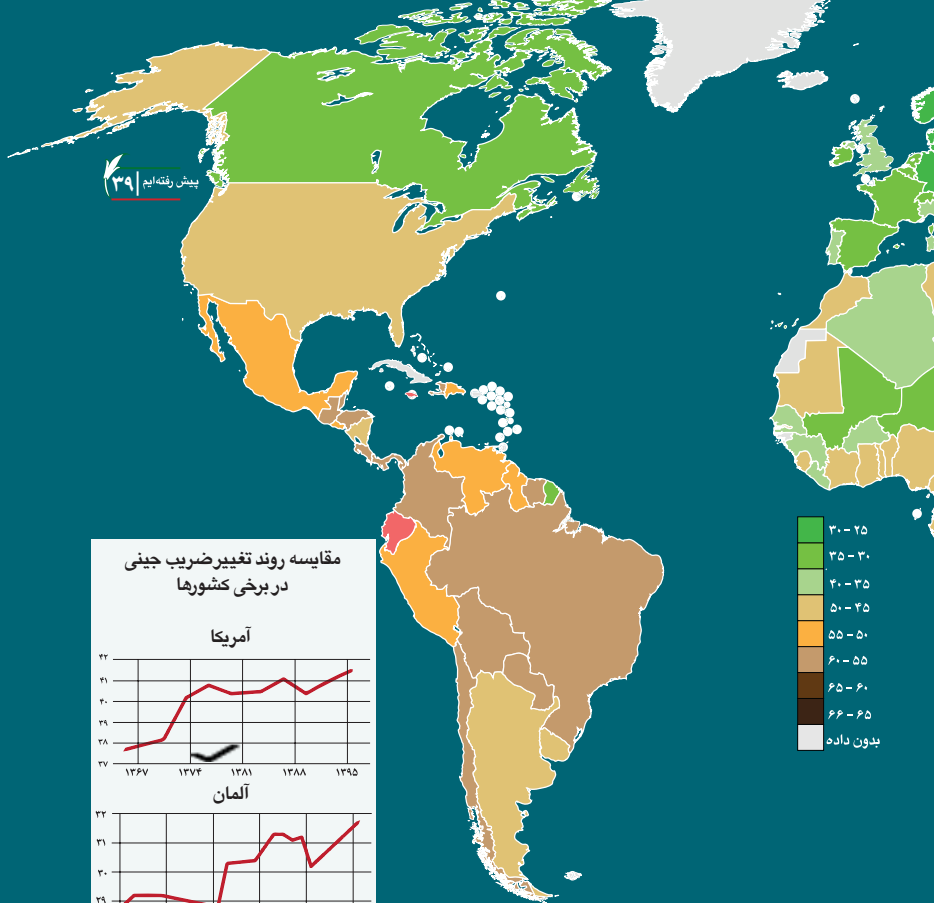 پیش رفته‌ایم | ۳۹
۳۰ - ۲۵
۳۵ - ۳۰
۴۰ - ۳۵
۵۰ - ۴۵
۵۵ - ۵۰
۶۰ - ۵۵
۶۵ - ۶۰
۶۶ - ۶۵
بدون داده
مقایسه روند تغییر ضریب جینی
در برخی کشورها
آمریکا
۴۲
۴۱
۴۰
۳۹
۳۸
۳۷
۱۳۶۷ ۱۳۷۴ ۱۳۸۱ ۱۳۸۸ ۱۳۹۵
آلمان
۳۲
۳۱
۳۰
۲۹